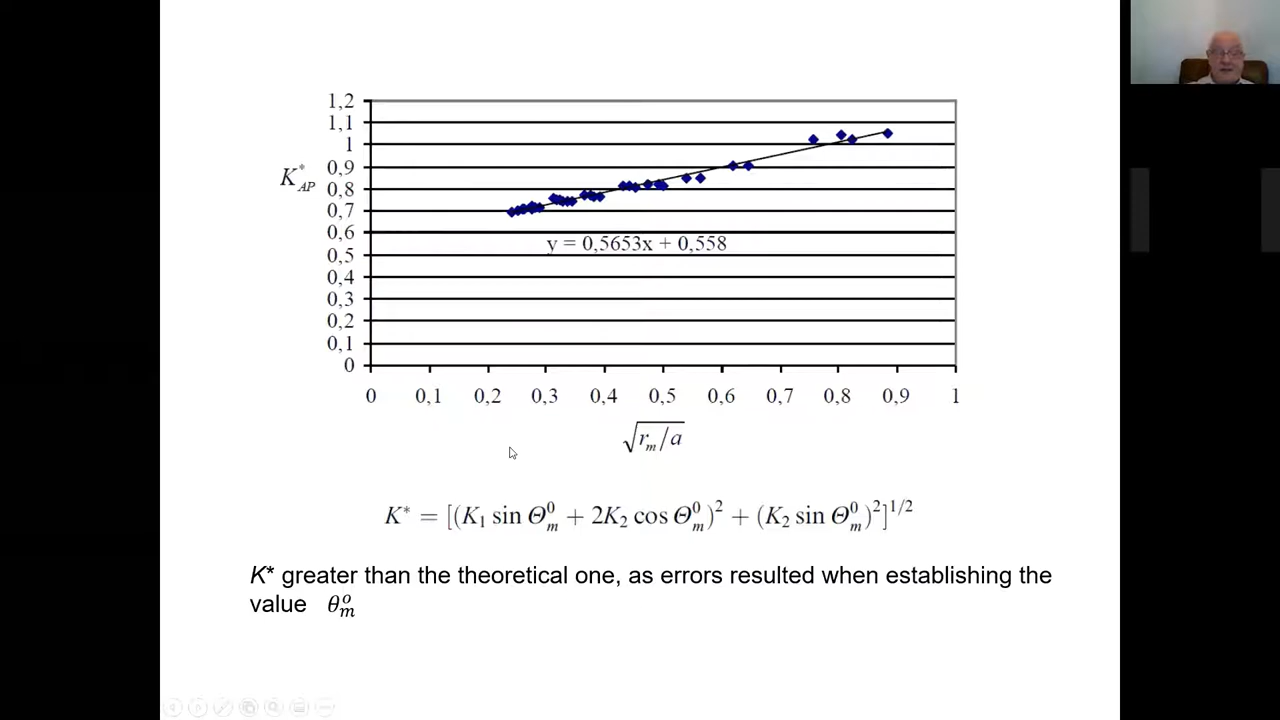 1,2
1,1
1
0,9
0,8
0,7
0,6
0,5
0,4
0,3
0,2
0,1
0
K*AP
y = 0,5653x + 0,558
0 0,1 0,2 0,3 0,4 0,5 0,6 0,7 0,8 0,9 1
√rm/a
K* = [(K₁ sin Θ⁰m + 2K₂ cos Θ⁰m)² + (K₂ sin Θ⁰m)²]^1/2
K* greater than the theoretical one, as errors resulted when establishing the
value θ°m